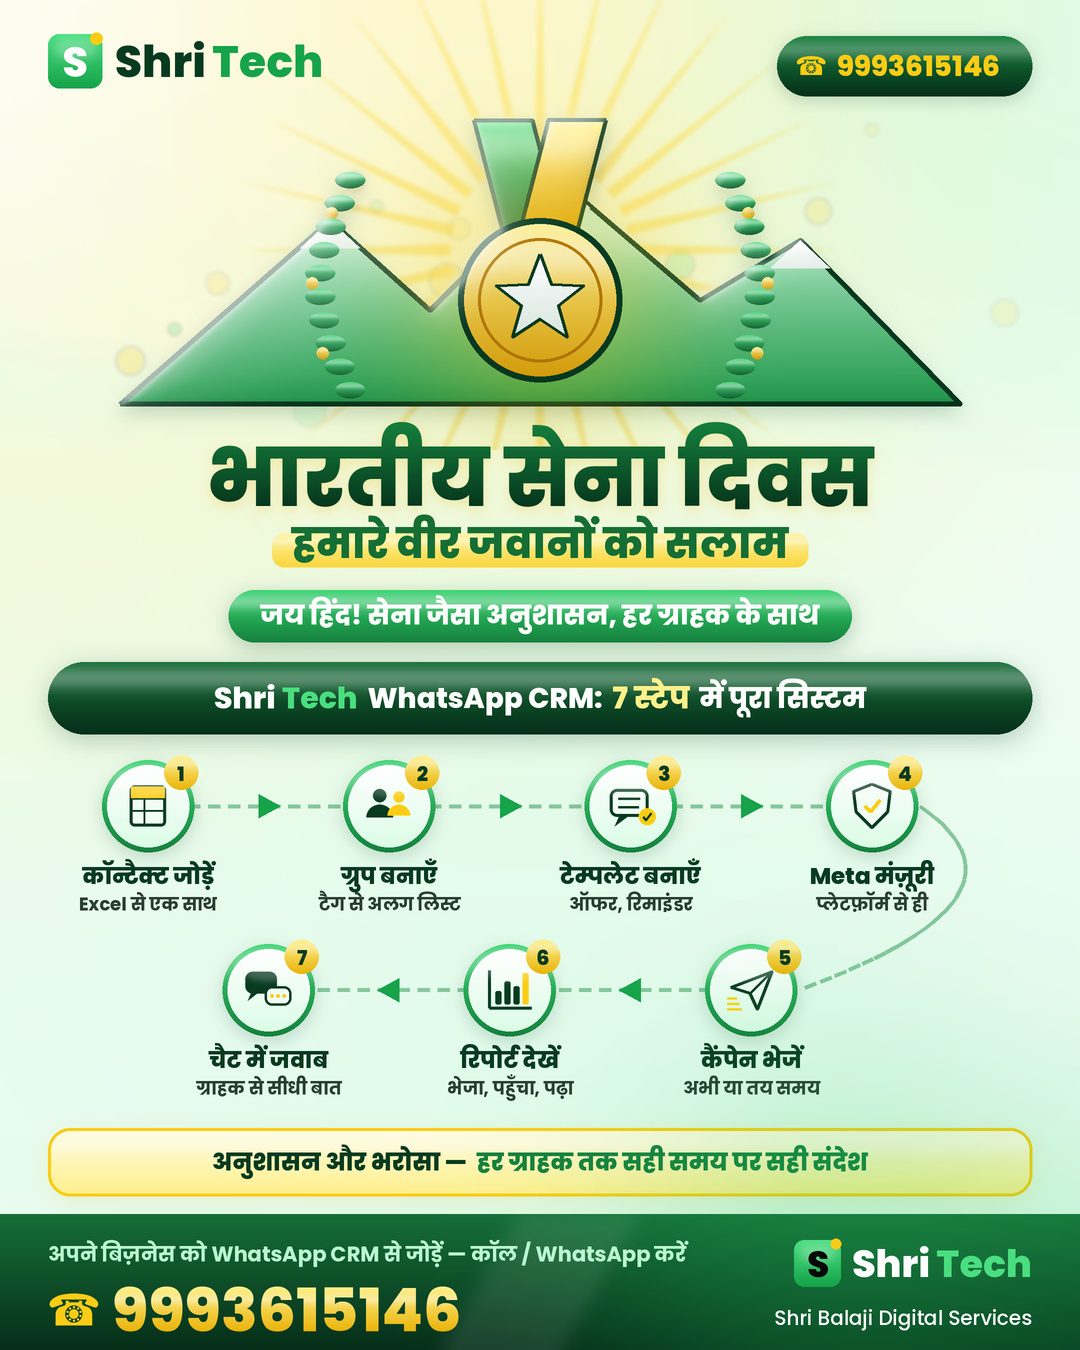 S Shri Tech
☎ 9993615146
भारतीय सेना दिवस
हमारे वीर जवानों को सलाम
जय हिंद! सेना जैसा अनुशासन, हर ग्राहक के साथ
Shri Tech WhatsApp CRM: 7 स्टेप में पूरा सिस्टम
1
कॉन्टैक्ट जोड़ें
Excel से एक साथ
2
ग्रुप बनाएँ
टैग से अलग लिस्ट
3
टेम्पलेट बनाएँ
ऑफर, रिमाइंडर
4
Meta मंज़ूरी
प्लेटफ़ॉर्म से ही
5
कैंपेन भेजें
अभी या तय समय
6
रिपोर्ट देखें
भेजा, पहुँचा, पढ़ा
7
चैट में जवाब
ग्राहक से सीधी बात
अनुशासन और भरोसा — हर ग्राहक तक सही समय पर सही संदेश
अपने बिज़नेस को WhatsApp CRM से जोड़ें — कॉल / WhatsApp करें
☎ 9993615146
S Shri Tech
Shri Balaji Digital Services